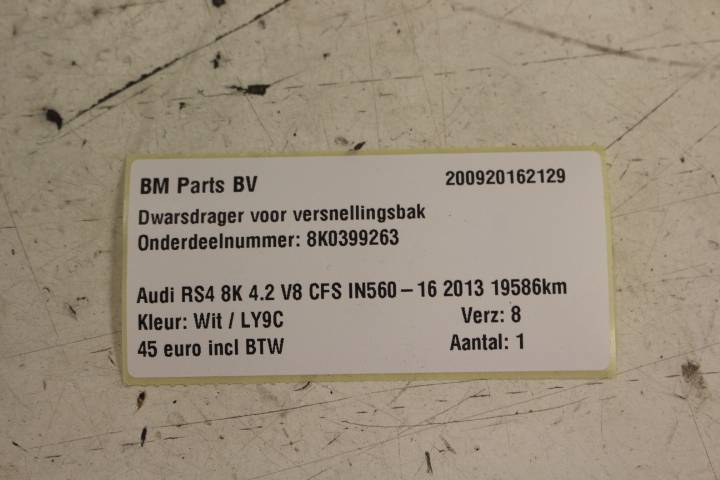 BM Parts BV 200920162129
Dwarsdrager voor versnellingsbak
Onderdeelnummer: 8K0399263
Audi RS4 8K 4.2 V8 CFS IN560 – 16 2013 19586km
Kleur: Wit / LY9C Verz: 8
45 euro incl BTW Aantal: 1